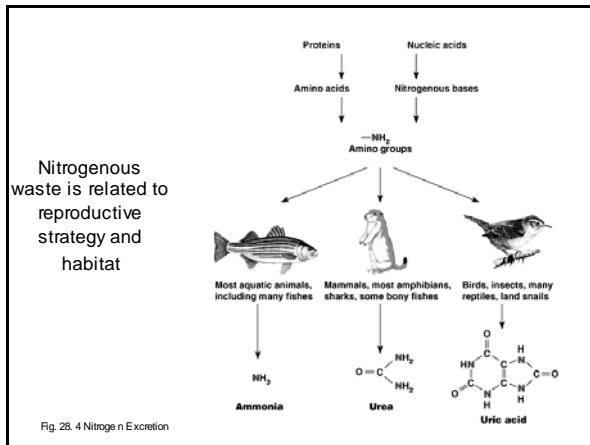 Proteins Nucleic acids
Amino acids Nitrogenous bases
—NH₂
Amino groups
Nitrogenous
waste is related to
reproductive
strategy and
habitat
Most aquatic animals, including many fishes
Mammals, most amphibians, sharks, some bony fishes
Birds, insects, many reptiles, land snails
NH₃
Ammonia
O=C
NH₂
NH₂
Urea
O
C
HN
C
H
N
C=O
O
C
N
H
C
N
H
Uric acid
Fig. 28. 4 Nitrogen Excretion